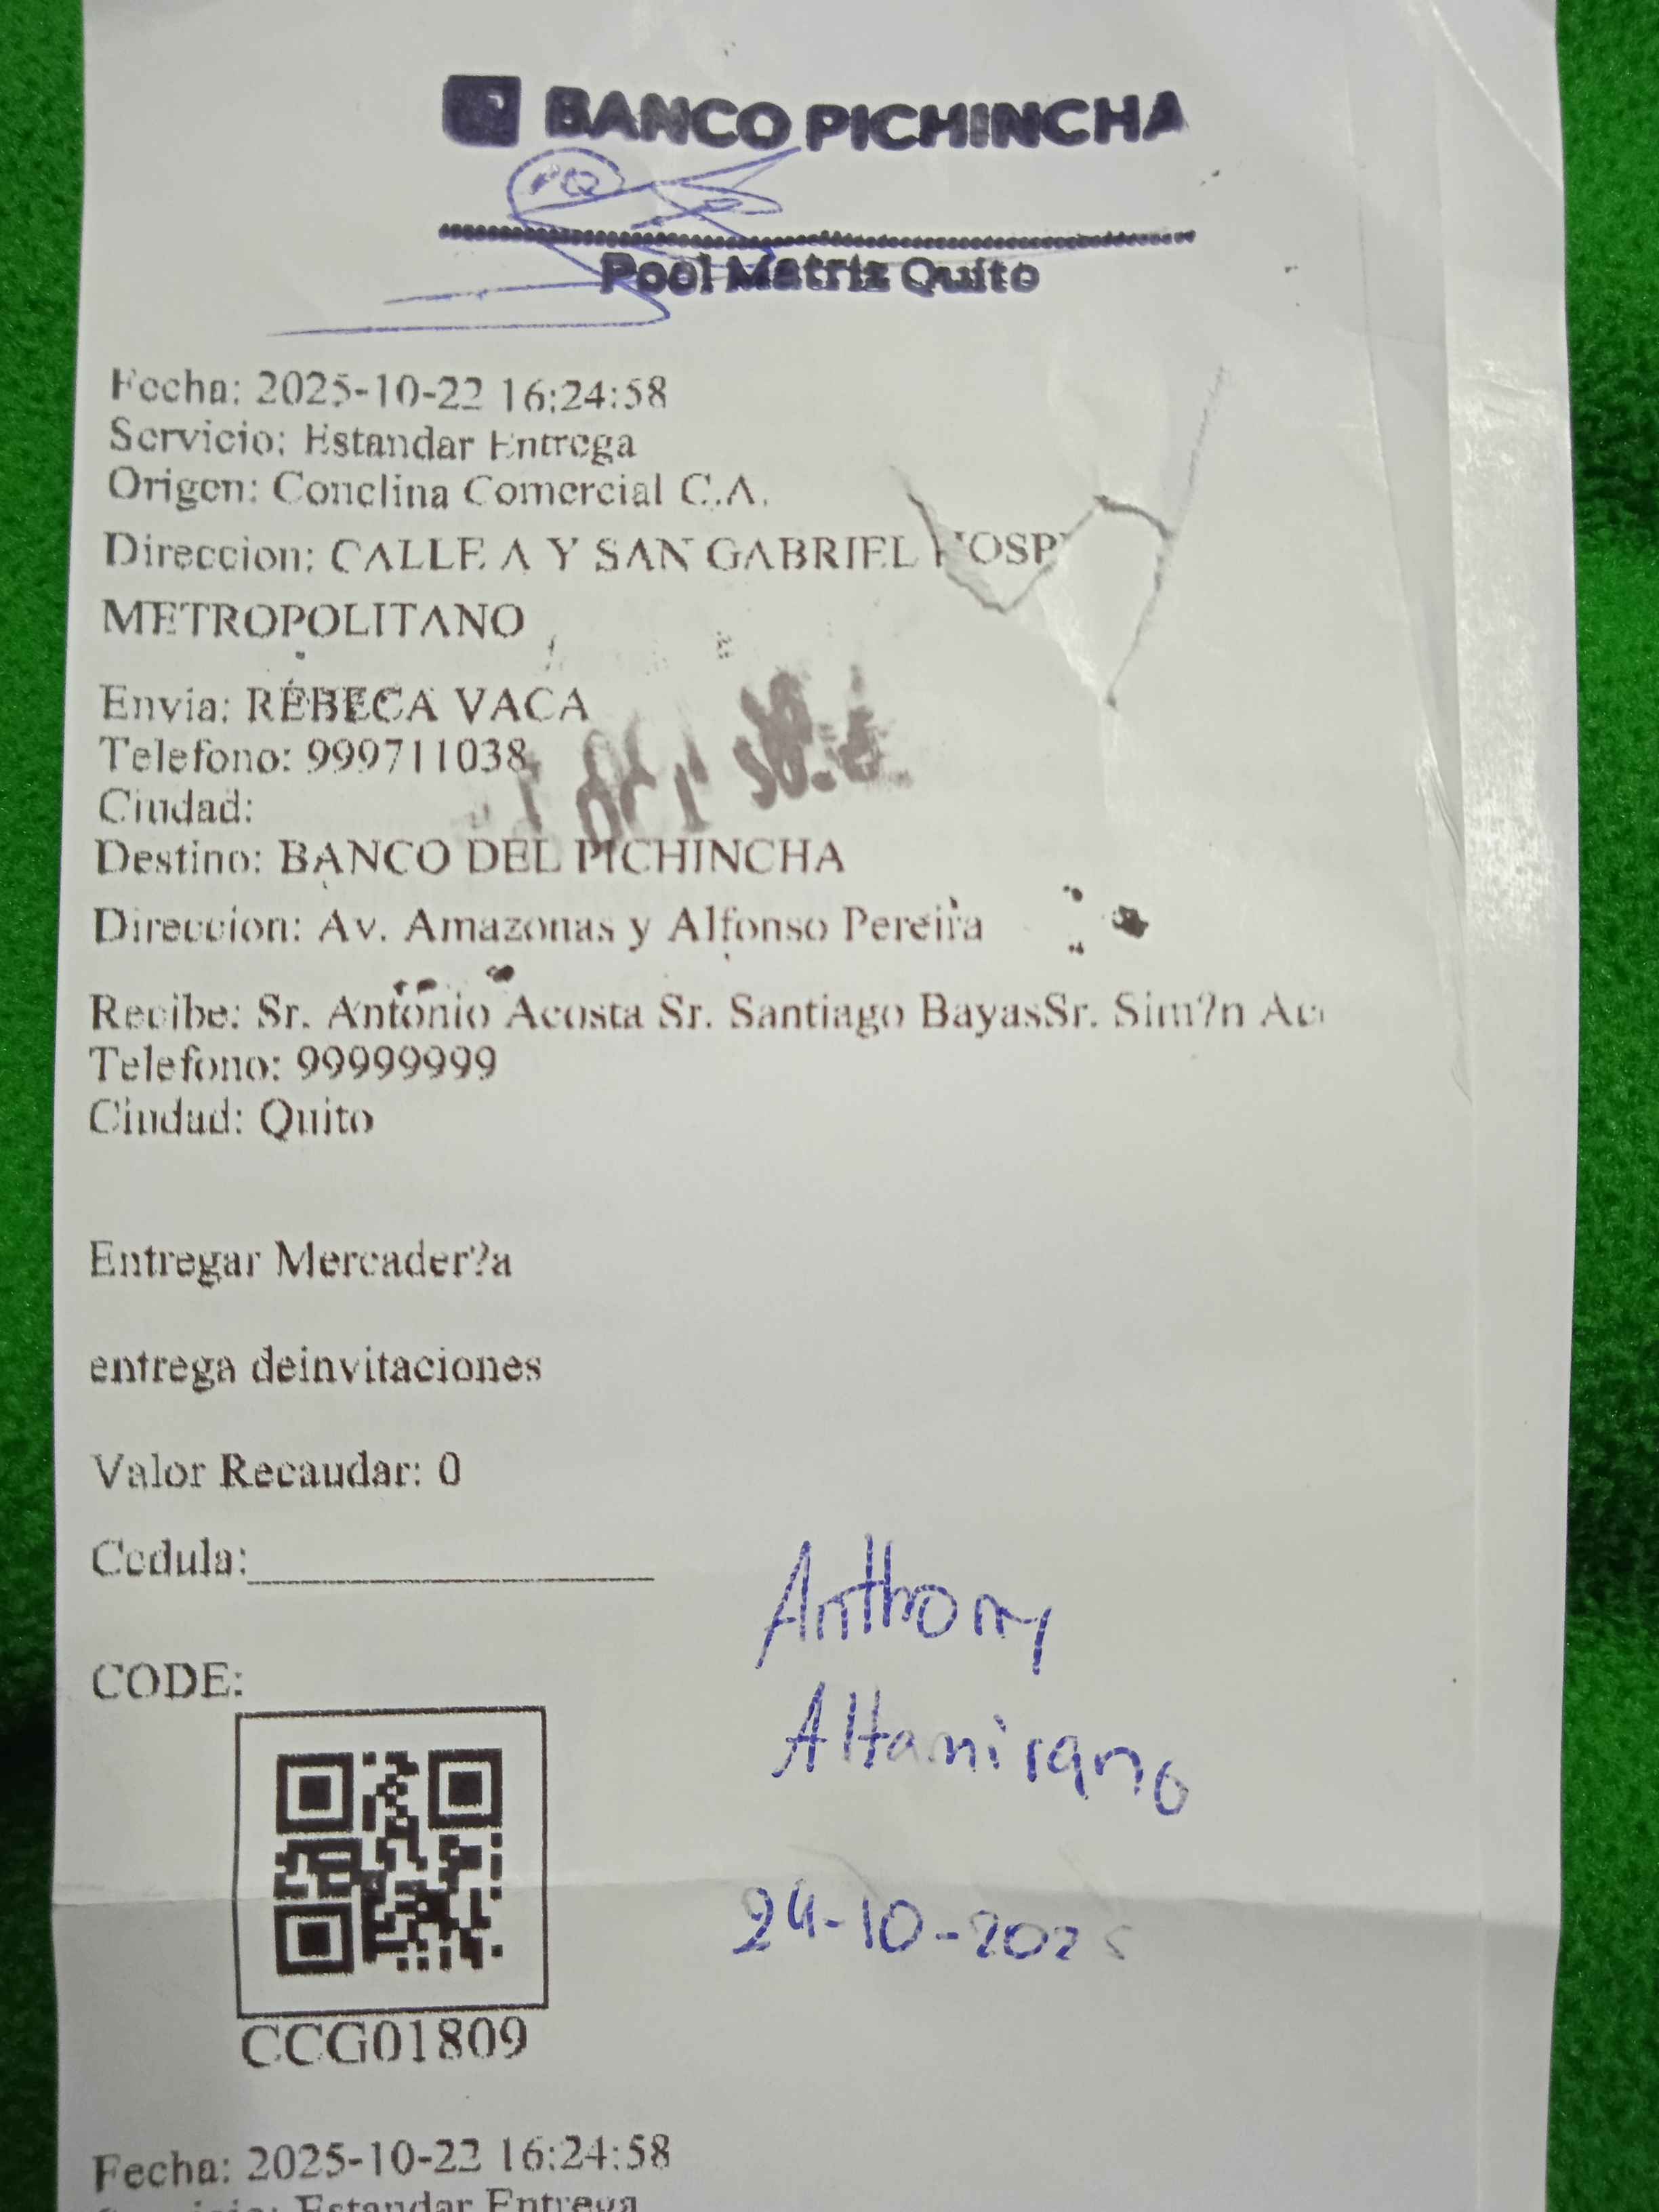 BANCO PICHINCHA
Pool Matriz Quito
Fecha: 2025-10-22 16:24:58
Servicio: Estandar Entrega
Origen: Conclina Comercial C.A.
Direccion: CALLE A Y SAN GABRIEL
METROPOLITANO
Envia: REBECA VACA
Telefono: 999711038
Ciudad:
Destino: BANCO DEL PICHINCHA
Direccion: Av. Amazonas y Alfonso Pereira
Recibe: Sr. Antonio Acosta Sr. Santiago BayasSr. Sim?n
Telefono: 99999999
Ciudad: Quito
Entregar Mercader?a
entrega deinvitaciones
Valor Recaudar: 0
Cedula:
Anthony
Altamirano
CODE:
24-10-2025
CCG01809
Fecha: 2025-10-22 16:24:58
Estandar Entrega